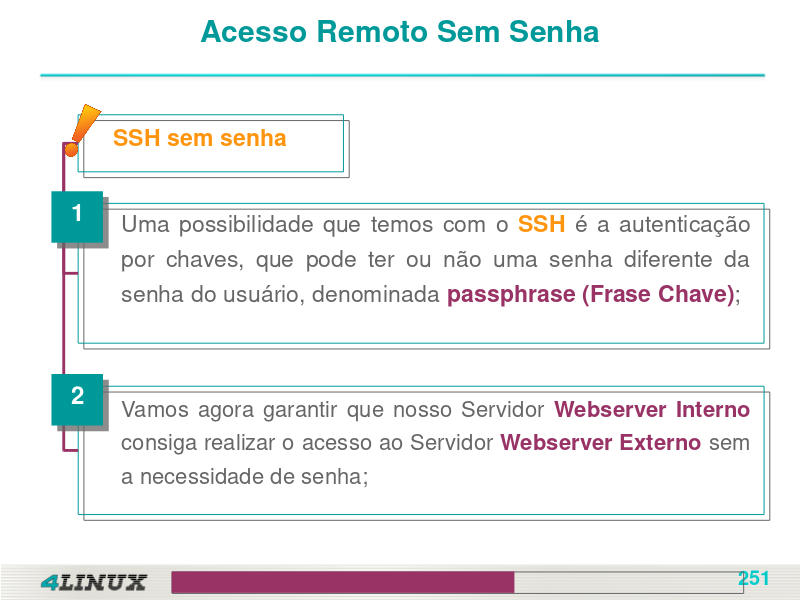 Acesso Remoto Sem Senha
SSH sem senha
1
Uma possibilidade que temos com o SSH é a autenticação
por chaves, que pode ter ou não uma senha diferente da
senha do usuário, denominada passphrase (Frase Chave);
2
Vamos agora garantir que nosso Servidor Webserver Interno
consiga realizar o acesso ao Servidor Webserver Externo sem
a necessidade de senha;
4LINUX
251